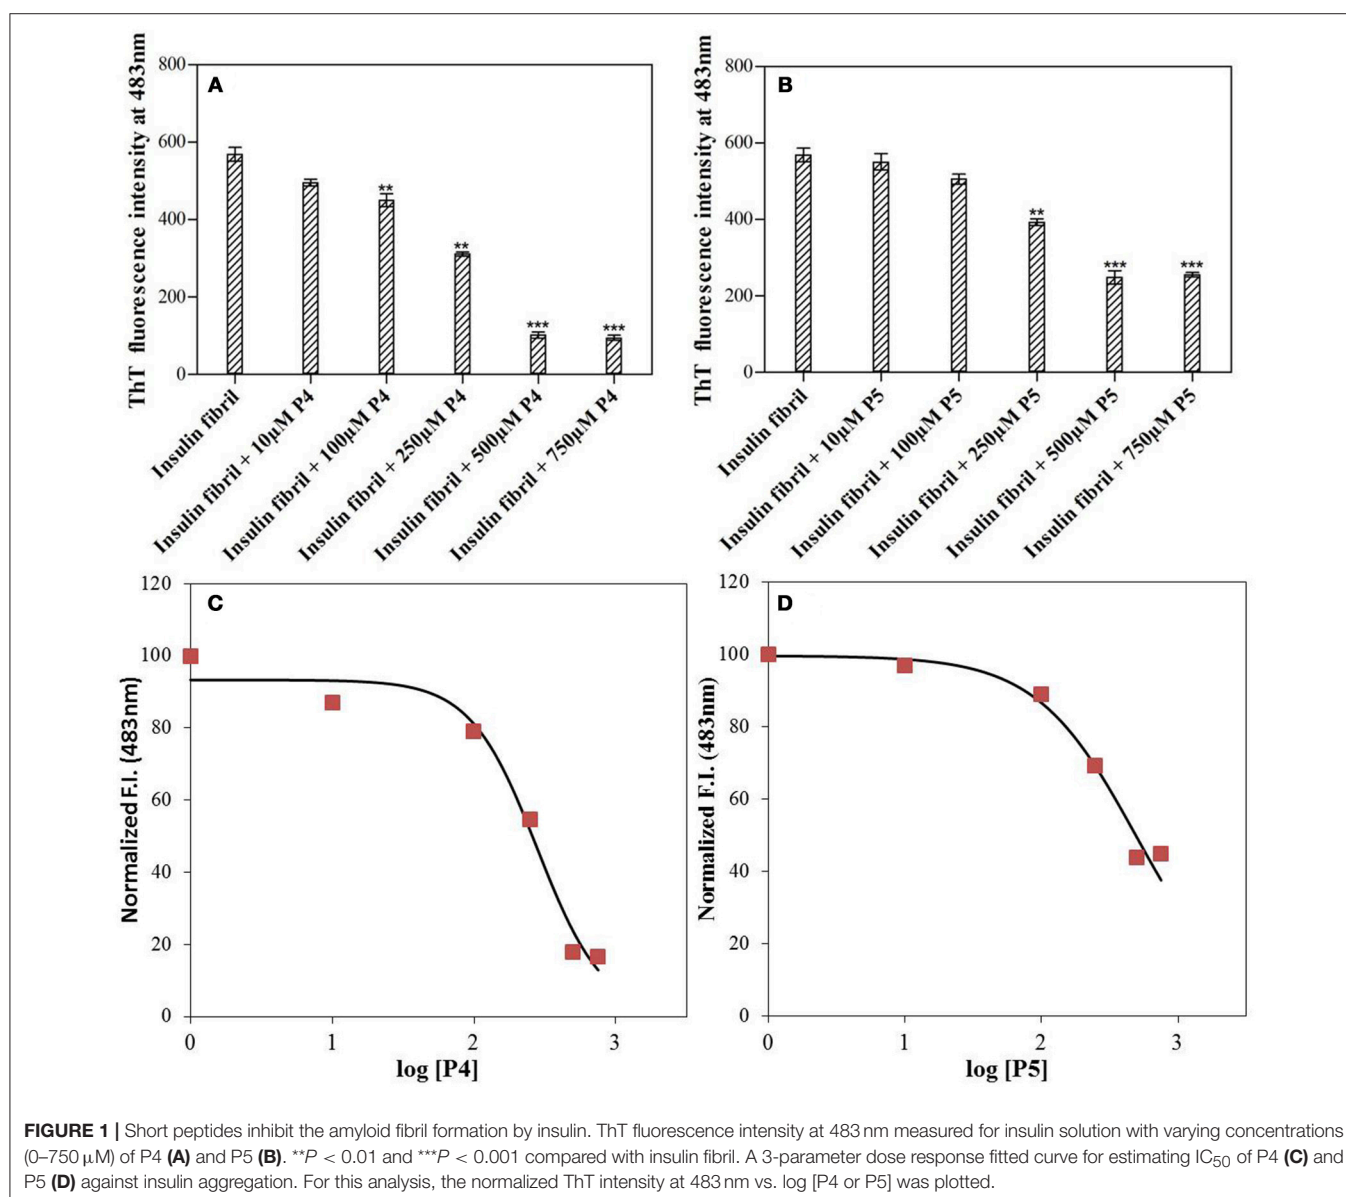 A
ThT fluorescence intensity at 483nm
800
600
400
200
0
**
**
***
***
Insulin fibril
Insulin fibril + 10μM P4
Insulin fibril + 100μM P4
Insulin fibril + 250μM P4
Insulin fibril + 500μM P4
Insulin fibril + 750μM P4
B
ThT fluorescence intensity at 483nm
800
600
400
200
0
**
***
***
Insulin fibril
Insulin fibril + 10μM P5
Insulin fibril + 100μM P5
Insulin fibril + 250μM P5
Insulin fibril + 500μM P5
Insulin fibril + 750μM P5
C
Normalized F.I. (483nm)
120
100
80
60
40
20
0
0 1 2 3
log [P4]
D
Normalized F.I. (483nm)
120
100
80
60
40
20
0
0 1 2 3
log [P5]
FIGURE 1 | Short peptides inhibit the amyloid fibril formation by insulin. ThT fluorescence intensity at 483 nm measured for insulin solution with varying concentrations
(0–750 μM) of P4 (A) and P5 (B). **P < 0.01 and ***P < 0.001 compared with insulin fibril. A 3-parameter dose response fitted curve for estimating IC50 of P4 (C) and
P5 (D) against insulin aggregation. For this analysis, the normalized ThT intensity at 483 nm vs. log [P4 or P5] was plotted.